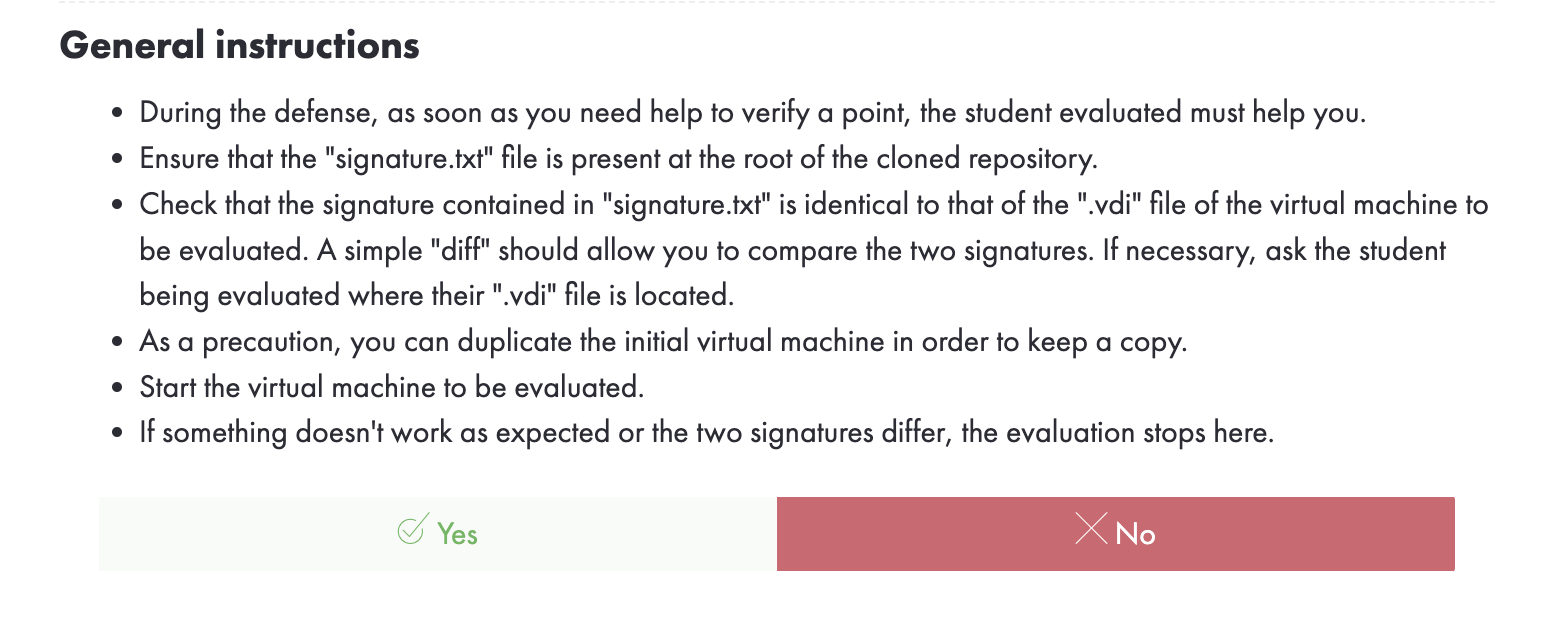 General instructions
• During the defense, as soon as you need help to verify a point, the student evaluated must help you.
• Ensure that the "signature.txt" file is present at the root of the cloned repository.
• Check that the signature contained in "signature.txt" is identical to that of the ".vdi" file of the virtual machine to
be evaluated. A simple "diff" should allow you to compare the two signatures. If necessary, ask the student
being evaluated where their ".vdi" file is located.
• As a precaution, you can duplicate the initial virtual machine in order to keep a copy.
• Start the virtual machine to be evaluated.
• If something doesn't work as expected or the two signatures differ, the evaluation stops here.
Yes
No